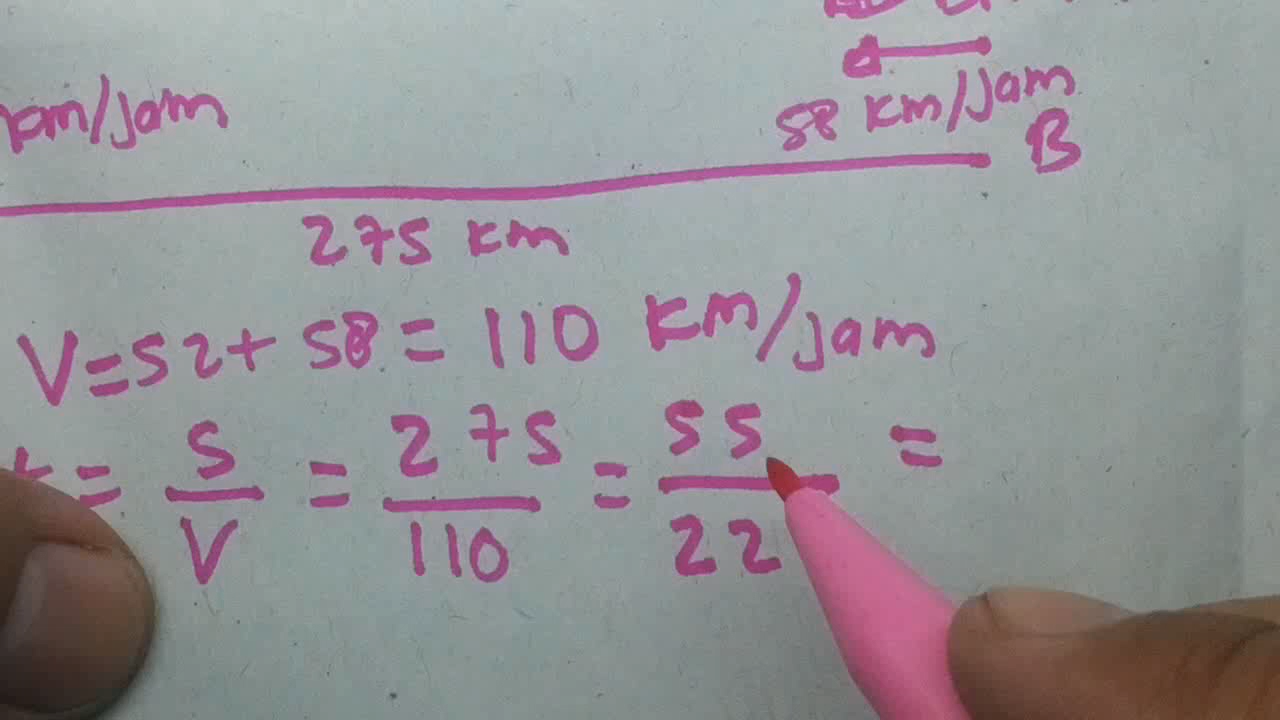 km/jam
58 km/jam
B
275 km
V=52+58=110 km/jam
t = S/V = 275/110 = 55/22 =